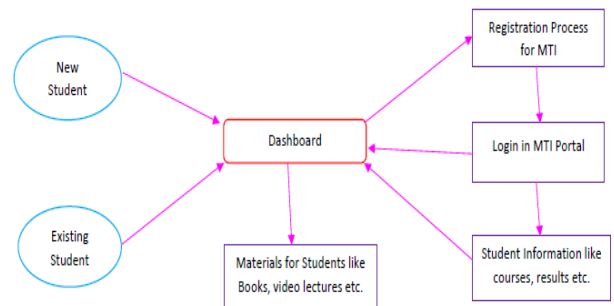 New
Student
Registration Process
for MTI
Dashboard
Login in MTI Portal
Existing
Student
Materials for Students like
Books, video lectures etc.
Student Information like
courses, results etc.